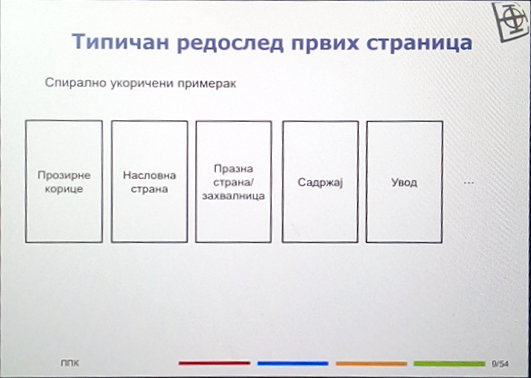 Типичан редослед првих страница
Спирално укоричени примерак
Прозирне
корице
Насловна
страна
Празна
страна/
захвалница
Садржај
Увод
...
ППК
9/54